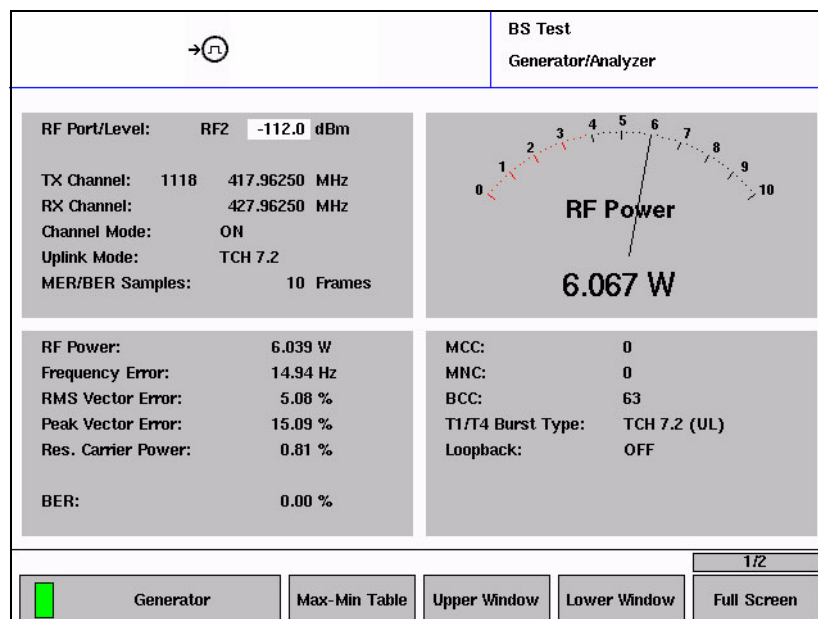 BS Test
Generator/Analyzer
RF Port/Level: RF2 -112.0 dBm
TX Channel: 1118 417.96250 MHz
RX Channel: 427.96250 MHz
Channel Mode: ON
Uplink Mode: TCH 7.2
MER/BER Samples: 10 Frames
0 1 2 3 4 5 6 7 8 9 10
RF Power
6.067 W
RF Power: 6.039 W
Frequency Error: 14.94 Hz
RMS Vector Error: 5.08 %
Peak Vector Error: 15.09 %
Res. Carrier Power: 0.81 %
BER: 0.00 %
MCC: 0
MNC: 0
BCC: 63
T1/T4 Burst Type: TCH 7.2 (UL)
Loopback: OFF
1/2
Generator
Max-Min Table
Upper Window
Lower Window
Full Screen